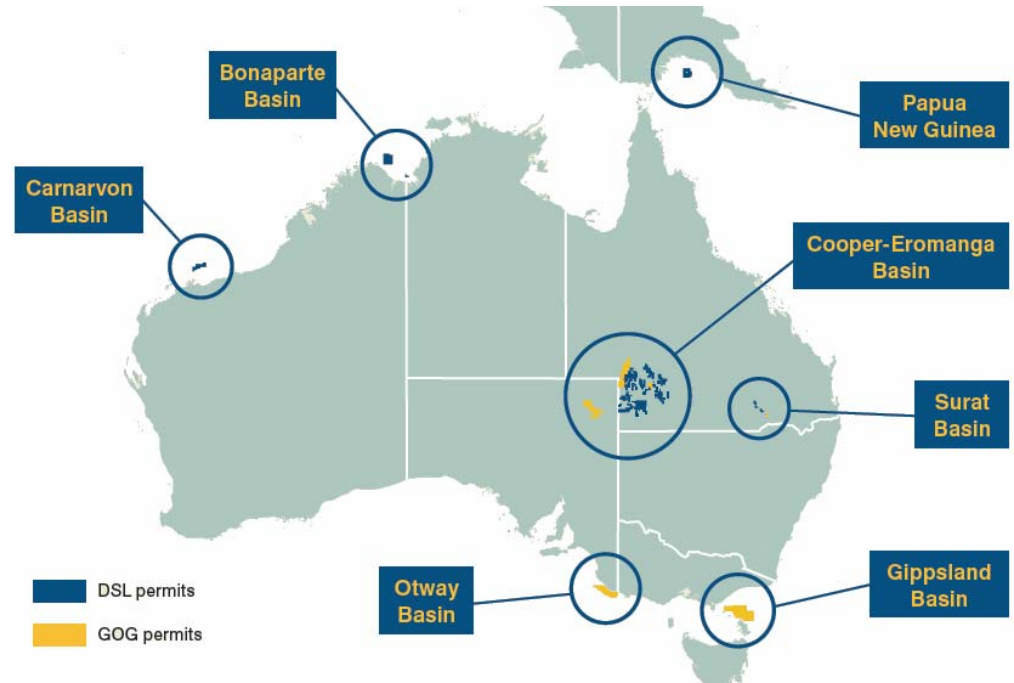 Bonaparte
Basin
Papua
New Guinea
Carnarvon
Basin
Cooper-Eromanga
Basin
Surat
Basin
Otway
Basin
Gippsland
Basin
DSL permits
GOG permits